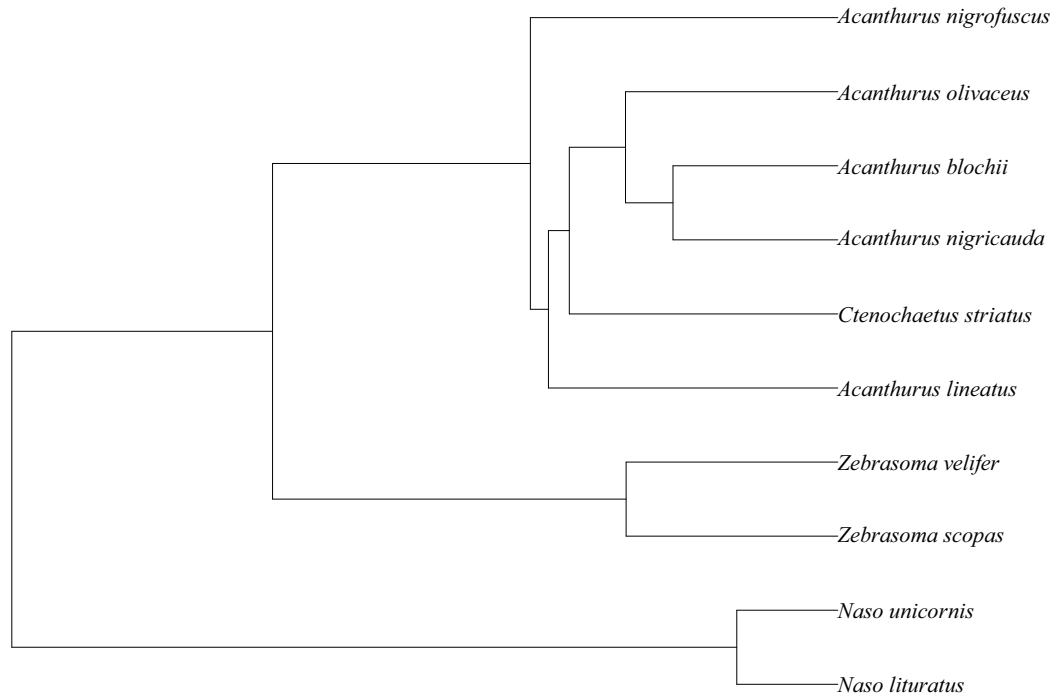 Acanthurus nigrofuscus
Acanthurus olivaceus
Acanthurus blochii
Acanthurus nigricauda
Ctenochaetus striatus
Acanthurus lineatus
Zebrasoma velifer
Zebrasoma scopas
Naso unicornis
Naso lituratus